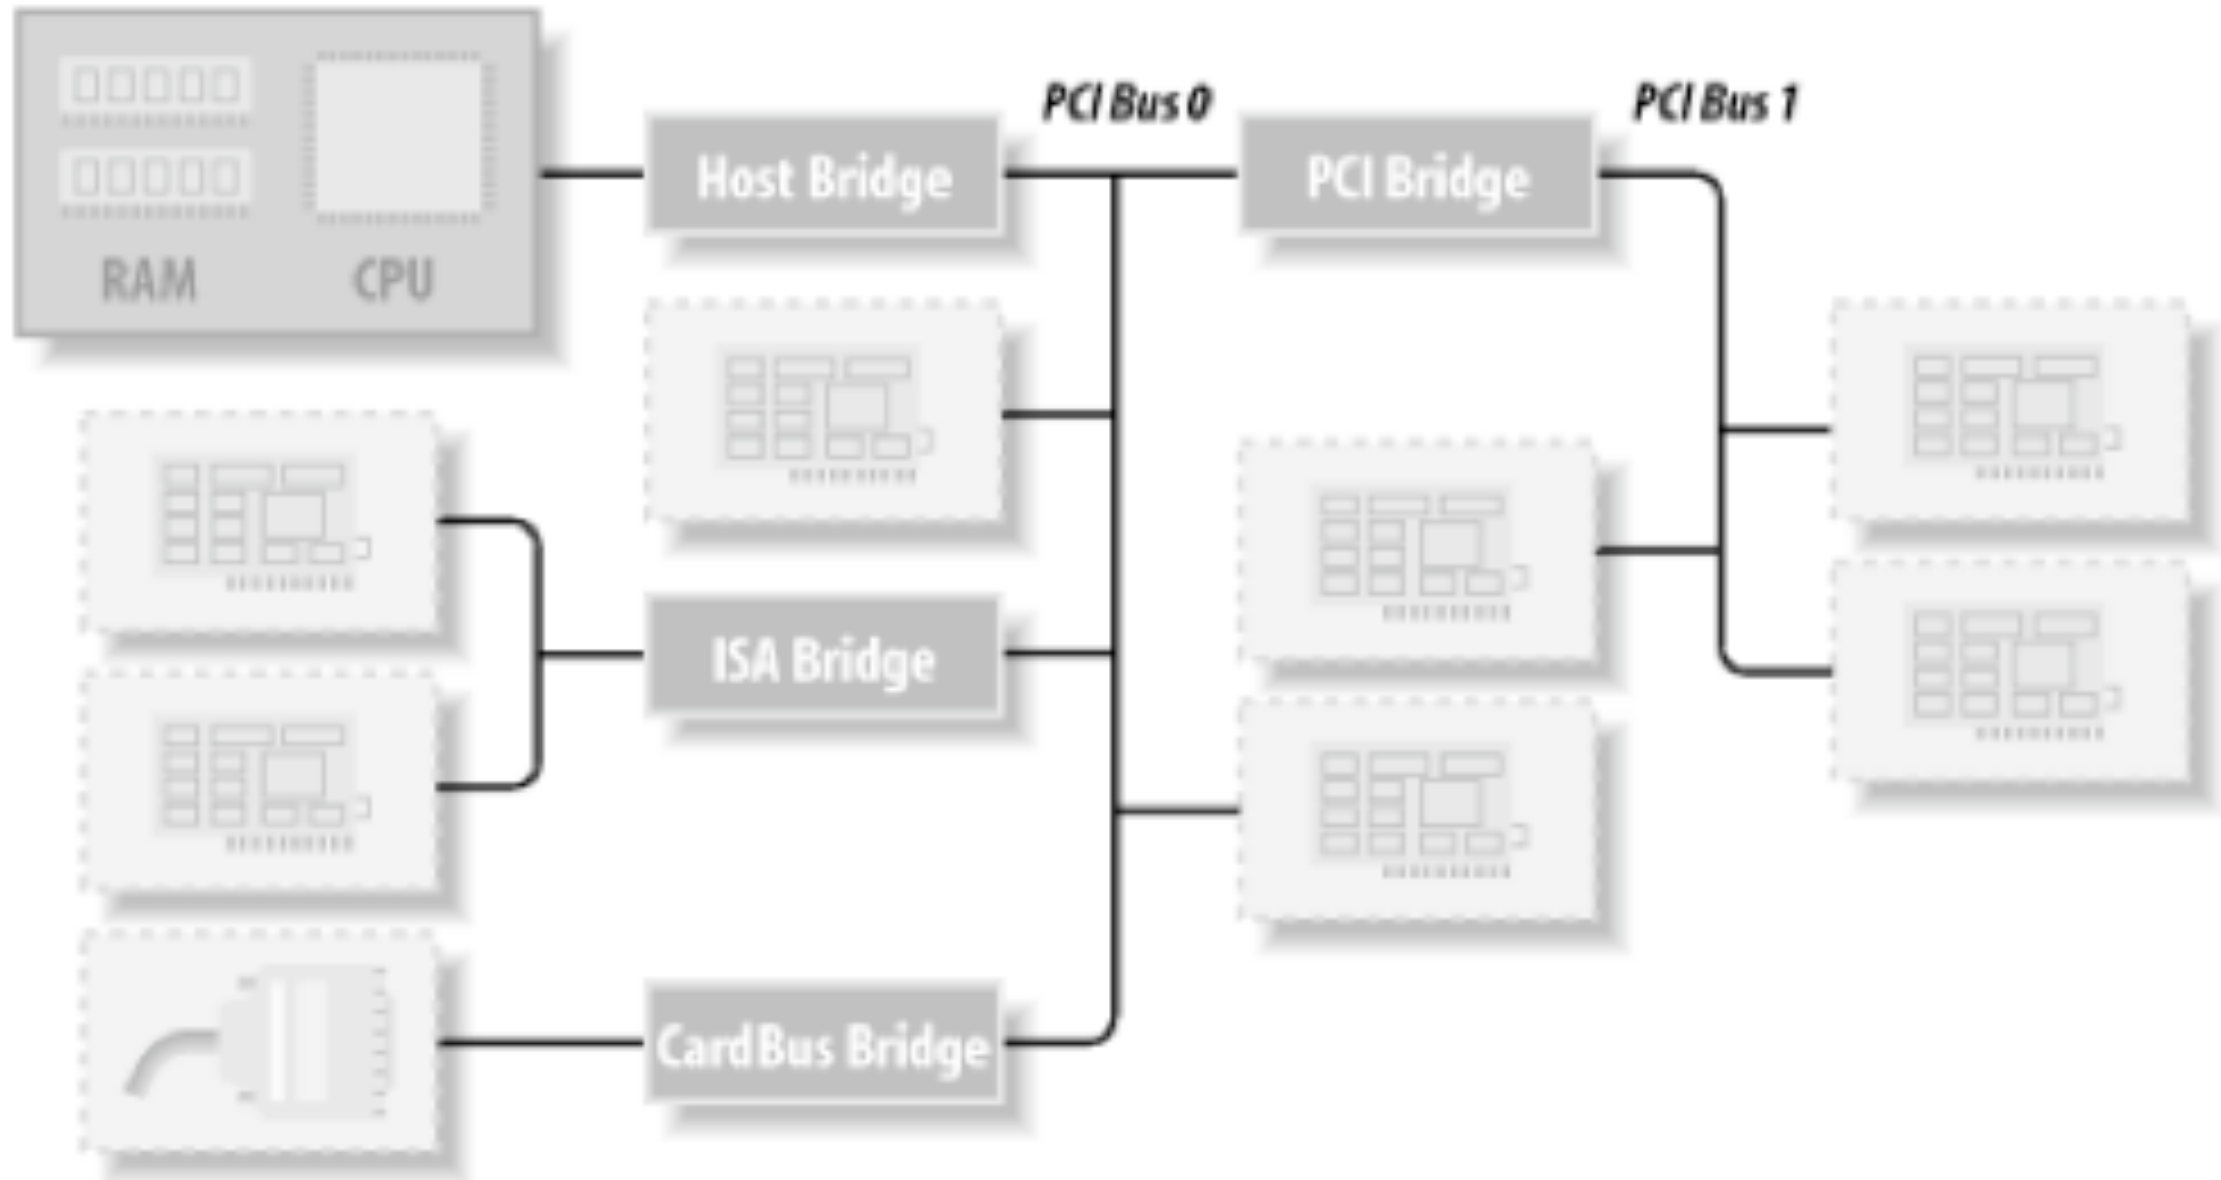 PCI Bus 0
PCI Bus 1
Host Bridge
PCI Bridge
RAM
CPU
ISA Bridge
CardBus Bridge